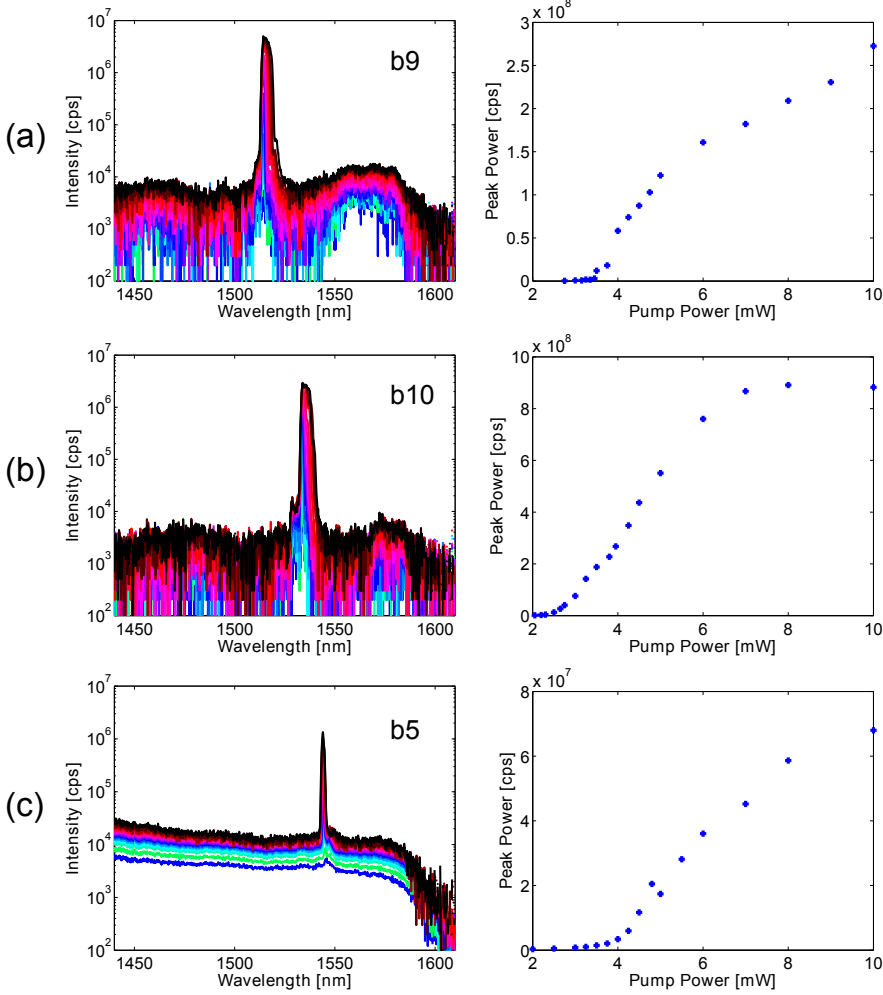 (a)
b9
Intensity [cps]
10^7
10^6
10^5
10^4
10^3
10^2
1450 1500 1550 1600
Wavelength [nm]
x 10^8
Peak Power [cps]
3
2.5
2
1.5
1
0.5
0
2 4 6 8 10
Pump Power [mW]
(b)
b10
Intensity [cps]
10^7
10^6
10^5
10^4
10^3
10^2
1450 1500 1550 1600
Wavelength [nm]
x 10^8
Peak Power [cps]
10
8
6
4
2
0
2 4 6 8 10
Pump Power [mW]
(c)
b5
Intensity [cps]
10^7
10^6
10^5
10^4
10^3
10^2
1450 1500 1550 1600
Wavelength [nm]
x 10^7
Peak Power [cps]
8
6
4
2
0
2 4 6 8 10
Pump Power [mW]